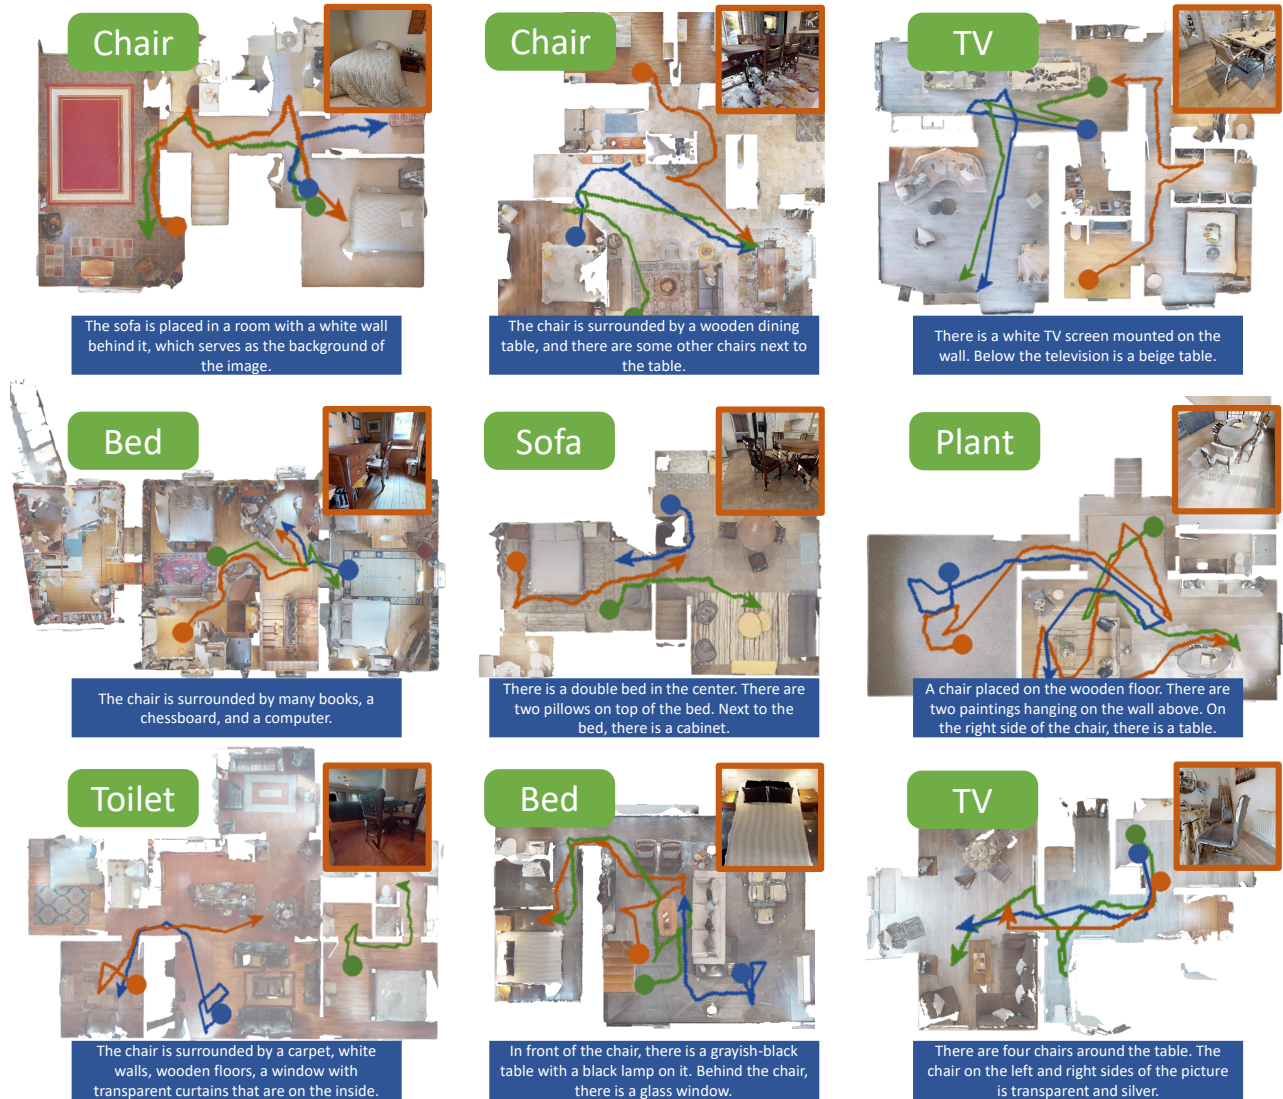 Chair
Chair
TV
The sofa is placed in a room with a white wall
behind it, which serves as the background of
the image.
The chair is surrounded by a wooden dining
table, and there are some other chairs next to
the table.
There is a white TV screen mounted on the
wall. Below the television is a beige table.
Bed
Sofa
Plant
The chair is surrounded by many books, a
chessboard, and a computer.
There is a double bed in the center. There are
two pillows on top of the bed. Next to the
bed, there is a cabinet.
A chair placed on the wooden floor. There are
two paintings hanging on the wall above. On
the right side of the chair, there is a table.
Toilet
Bed
TV
The chair is surrounded by a carpet, white
walls, wooden floors, a window with
transparent curtains that are on the inside.
In front of the chair, there is a grayish-black
table with a black lamp on it. Behind the chair,
there is a glass window.
There are four chairs around the table. The
chair on the left and right sides of the picture
is transparent and silver.